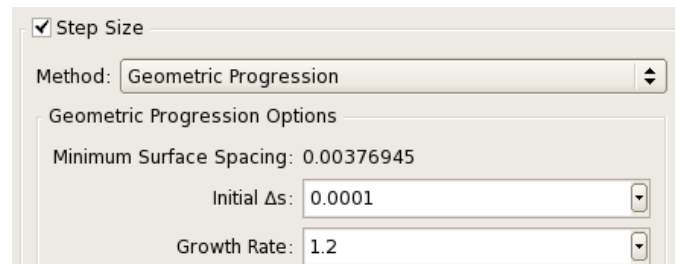 Step Size
Method: Geometric Progression
Geometric Progression Options
Minimum Surface Spacing: 0.00376945
Initial Δs: 0.0001
Growth Rate: 1.2